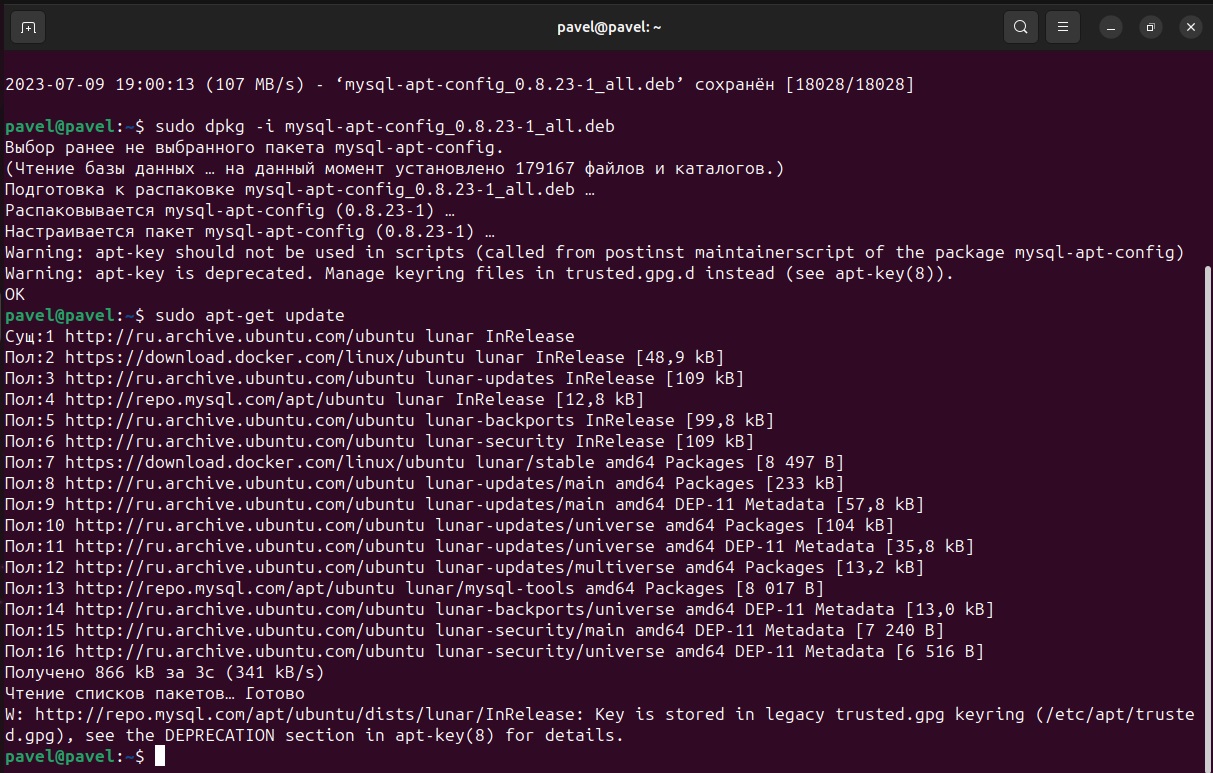 pavel@pavel: ~
2023-07-09 19:00:13 (107 MB/s) - ‘mysql-apt-config_0.8.23-1_all.deb’ сохранён [18028/18028]
pavel@pavel:~$ sudo dpkg -i mysql-apt-config_0.8.23-1_all.deb
Выбор ранее не выбранного пакета mysql-apt-config.
(Чтение базы данных … на данный момент установлено 179167 файлов и каталогов.)
Подготовка к распаковке mysql-apt-config_0.8.23-1_all.deb …
Распаковывается mysql-apt-config (0.8.23-1) …
Настраивается пакет mysql-apt-config (0.8.23-1) …
Warning: apt-key should not be used in scripts (called from postinst maintainerscript of the package mysql-apt-config)
Warning: apt-key is deprecated. Manage keyring files in trusted.gpg.d instead (see apt-key(8)).
OK
pavel@pavel:~$ sudo apt-get update
Сущ:1 http://ru.archive.ubuntu.com/ubuntu lunar InRelease
Пол:2 https://download.docker.com/linux/ubuntu lunar InRelease [48,9 kB]
Пол:3 http://ru.archive.ubuntu.com/ubuntu lunar-updates InRelease [109 kB]
Пол:4 http://repo.mysql.com/apt/ubuntu lunar InRelease [12,8 kB]
Пол:5 http://ru.archive.ubuntu.com/ubuntu lunar-backports InRelease [99,8 kB]
Пол:6 http://ru.archive.ubuntu.com/ubuntu lunar-security InRelease [109 kB]
Пол:7 https://download.docker.com/linux/ubuntu lunar/stable amd64 Packages [8 497 B]
Пол:8 http://ru.archive.ubuntu.com/ubuntu lunar-updates/main amd64 Packages [233 kB]
Пол:9 http://ru.archive.ubuntu.com/ubuntu lunar-updates/main amd64 DEP-11 Metadata [57,8 kB]
Пол:10 http://ru.archive.ubuntu.com/ubuntu lunar-updates/universe amd64 Packages [104 kB]
Пол:11 http://ru.archive.ubuntu.com/ubuntu lunar-updates/universe amd64 DEP-11 Metadata [35,8 kB]
Пол:12 http://ru.archive.ubuntu.com/ubuntu lunar-updates/multiverse amd64 Packages [13,2 kB]
Пол:13 http://repo.mysql.com/apt/ubuntu lunar/mysql-tools amd64 Packages [8 017 B]
Пол:14 http://ru.archive.ubuntu.com/ubuntu lunar-backports/universe amd64 DEP-11 Metadata [13,0 kB]
Пол:15 http://ru.archive.ubuntu.com/ubuntu lunar-security/main amd64 DEP-11 Metadata [7 240 B]
Пол:16 http://ru.archive.ubuntu.com/ubuntu lunar-security/universe amd64 DEP-11 Metadata [6 516 B]
Получено 866 kB за 3с (341 kB/s)
Чтение списков пакетов… Готово
W: http://repo.mysql.com/apt/ubuntu/dists/lunar/InRelease: Key is stored in legacy trusted.gpg keyring (/etc/apt/truste
d.gpg), see the DEPRECATION section in apt-key(8) for details.
pavel@pavel:~$